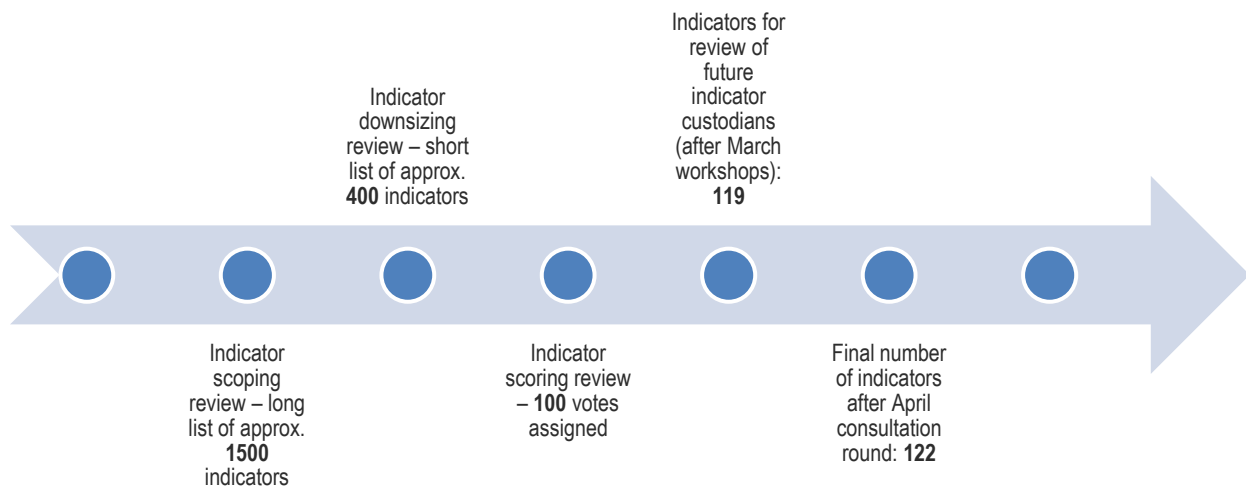 Indicator
scoping
review – long
list of approx.
1500
indicators
Indicator
downsizing
review – short
list of approx.
400 indicators
Indicator
scoring review
– 100 votes
assigned
Indicators for
review of
future
indicator
custodians
(after March
workshops):
119
Final number
of indicators
after April
consultation
round: 122